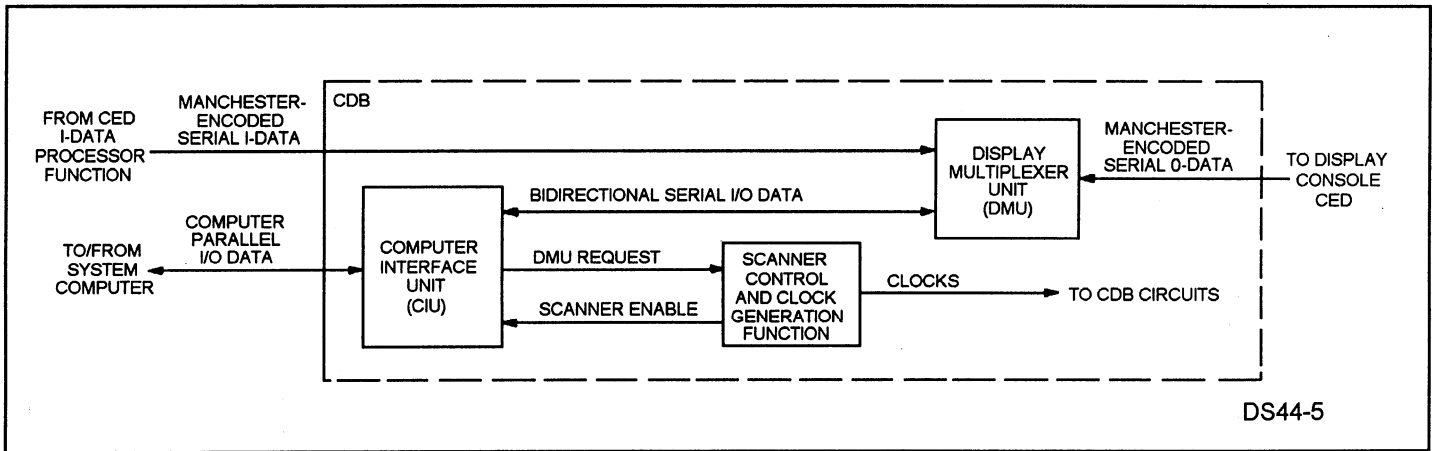 CDB
MANCHESTER-
ENCODED
SERIAL I-DATA
FROM CED
I-DATA
PROCESSOR
FUNCTION
DISPLAY
MULTIPLEXER
UNIT
(DMU)
MANCHESTER-
ENCODED
SERIAL 0-DATA
TO DISPLAY
CONSOLE
CED
BIDIRECTIONAL SERIAL I/O DATA
COMPUTER
PARALLEL
I/O DATA
TO/FROM
SYSTEM
COMPUTER
COMPUTER
INTERFACE
UNIT
(CIU)
DMU REQUEST
SCANNER ENABLE
SCANNER
CONTROL
AND CLOCK
GENERATION
FUNCTION
CLOCKS
TO CDB CIRCUITS
DS44-5